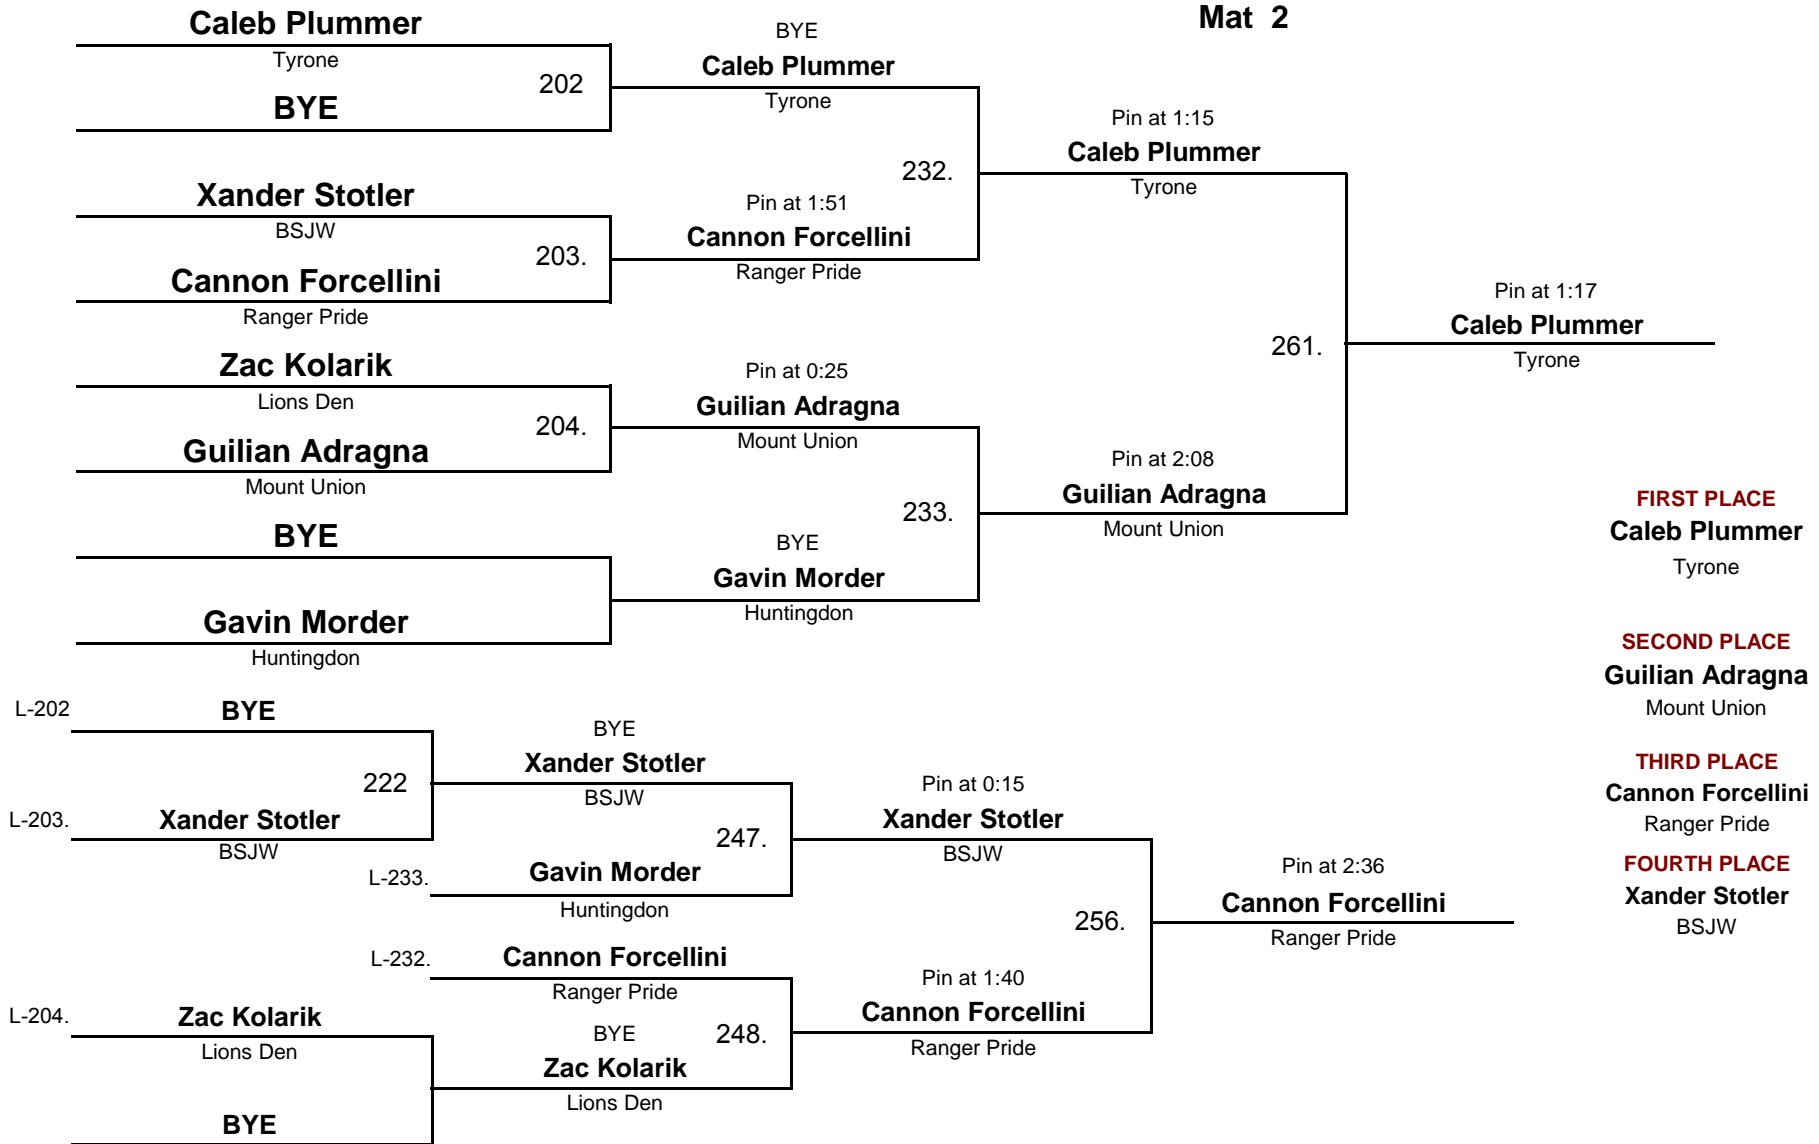 Mat 2
Caleb Plummer
Tyrone
202
BYE
BYE
Caleb Plummer
Tyrone
Xander Stotler
BSJW
203.
Cannon Forcellini
Ranger Pride
Pin at 1:51
Cannon Forcellini
Ranger Pride
232.
Pin at 1:15
Caleb Plummer
Tyrone
Zac Kolarik
Lions Den
204.
Guilian Adragna
Mount Union
Pin at 0:25
Guilian Adragna
Mount Union
BYE
Gavin Morder
Huntingdon
BYE
Gavin Morder
Huntingdon
233.
Pin at 2:08
Guilian Adragna
Mount Union
261.
Pin at 1:17
Caleb Plummer
Tyrone
FIRST PLACE
Caleb Plummer
Tyrone
SECOND PLACE
Guilian Adragna
Mount Union
THIRD PLACE
Cannon Forcellini
Ranger Pride
FOURTH PLACE
Xander Stotler
BSJW
L-202
BYE
222
L-203.
Xander Stotler
BSJW
BYE
Xander Stotler
BSJW
247.
L-233.
Gavin Morder
Huntingdon
Pin at 0:15
Xander Stotler
BSJW
L-232.
Cannon Forcellini
Ranger Pride
L-204.
Zac Kolarik
Lions Den
BYE
BYE
Zac Kolarik
Lions Den
248.
Pin at 1:40
Cannon Forcellini
Ranger Pride
256.
Pin at 2:36
Cannon Forcellini
Ranger Pride